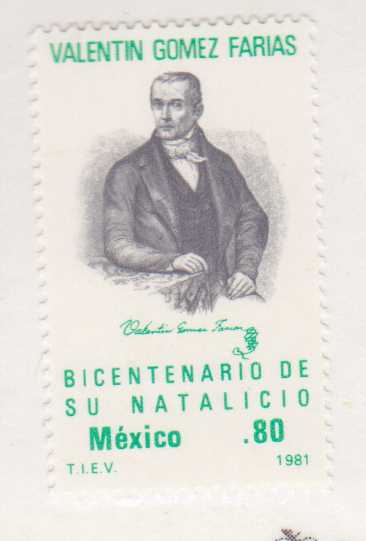 VALENTIN GOMEZ FARIAS
Valentin Gomez Farias
BICENTENARIO DE
SU NATALICIO
México .80
T.I.E.V. 1981